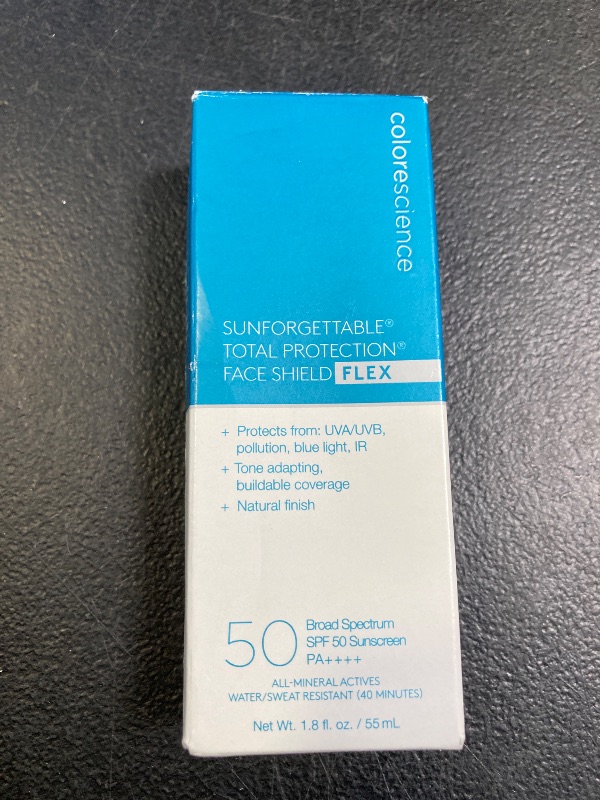 colorescience
SUNFORGETTABLE®
TOTAL PROTECTION®
FACE SHIELD FLEX
+ Protects from: UVA/UVB,
pollution, blue light, IR
+ Tone adapting,
buildable coverage
+ Natural finish
50
Broad Spectrum
SPF 50 Sunscreen
PA++++
ALL-MINERAL ACTIVES
WATER/SWEAT RESISTANT (40 MINUTES)
Net Wt. 1.8 fl. oz. / 55 mL